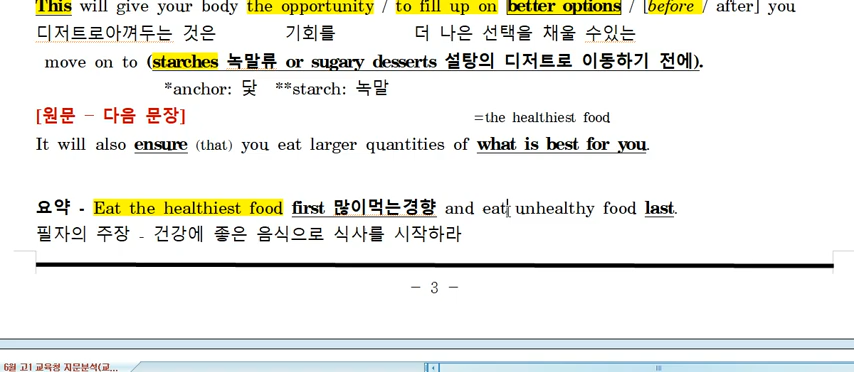 This will give your body the opportunity / to fill up on better options / [before / after] you
디저트로아껴두는 것은 기회를 더 나은 선택을 채울 수있는
move on to (starches 녹말류 or sugary desserts 설탕의 디저트로 이동하기 전에).
*anchor: 닻 **starch: 녹말
[원문 - 다음 문장] =the healthiest food
It will also ensure (that) you eat larger quantities of what is best for you.
요약 - Eat the healthiest food first 많이먹는경향 and eat unhealthy food last.
필자의 주장 - 건강에 좋은 음식으로 식사를 시작하라
- 3 -
6월 고1 교육청 지문분석(교...